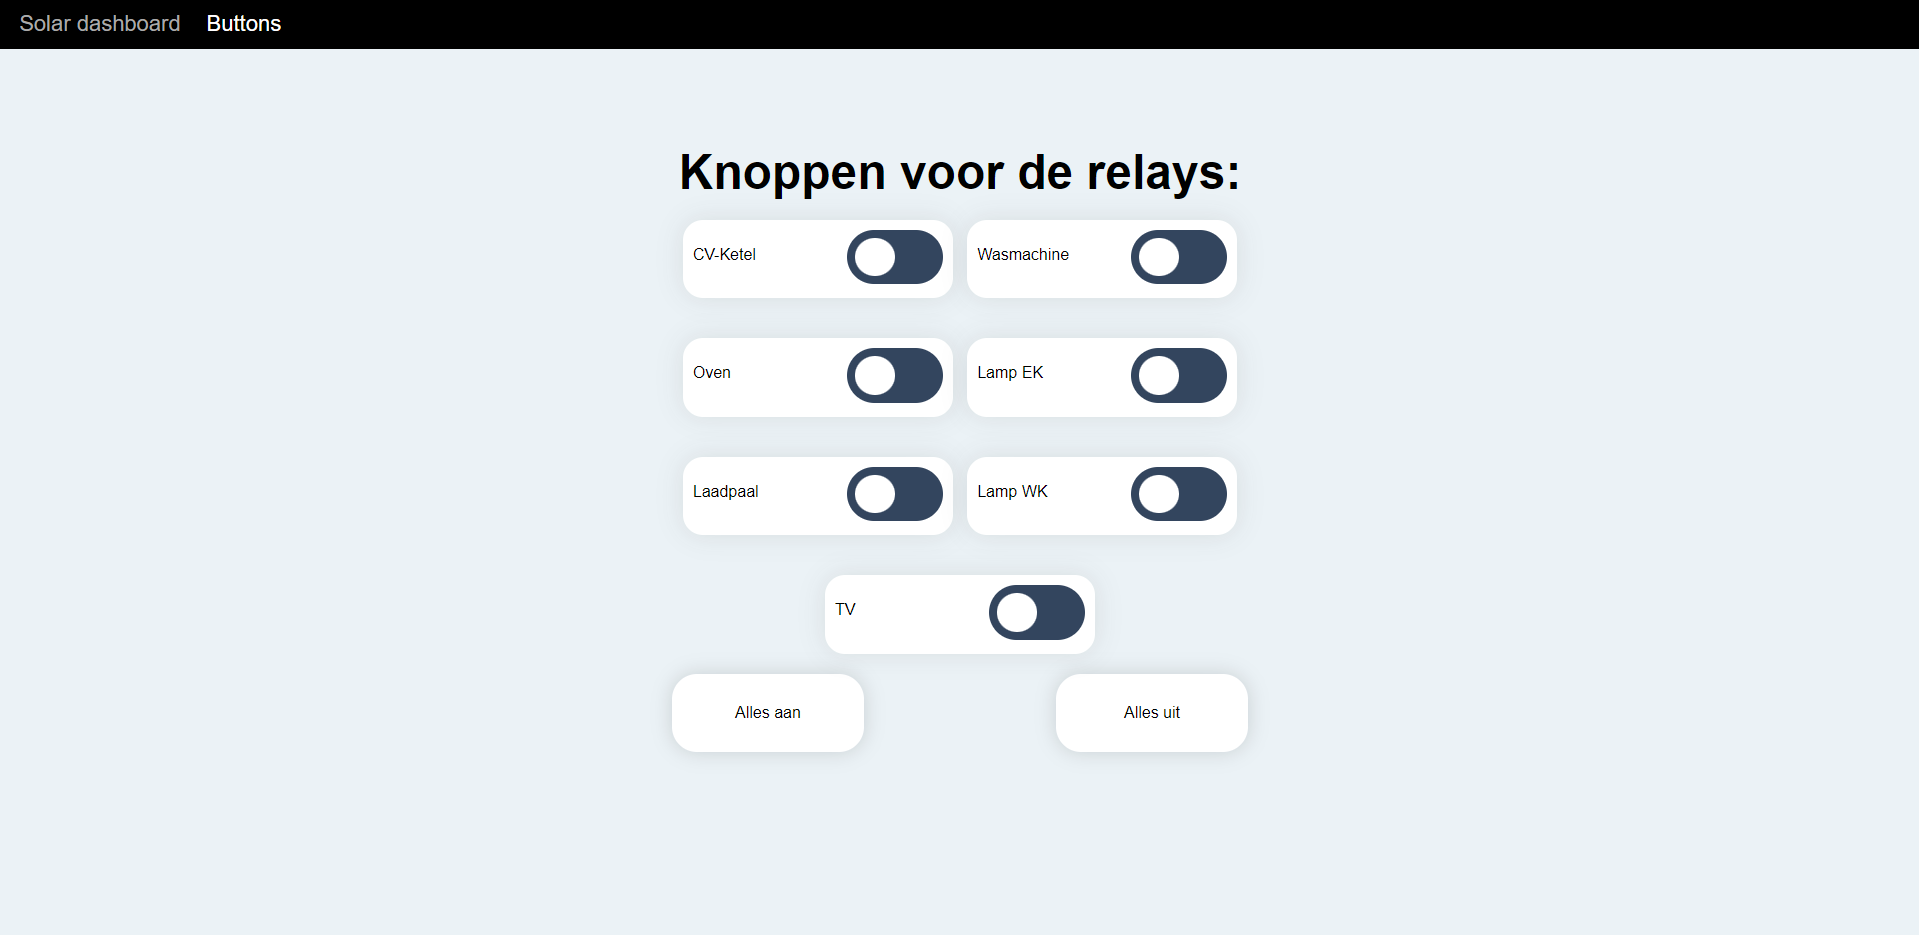 Solar dashboard Buttons
Knoppen voor de relays:
CV-Ketel Wasmachine
Oven Lamp EK
Laadpaal Lamp WK
TV
Alles aan Alles uit